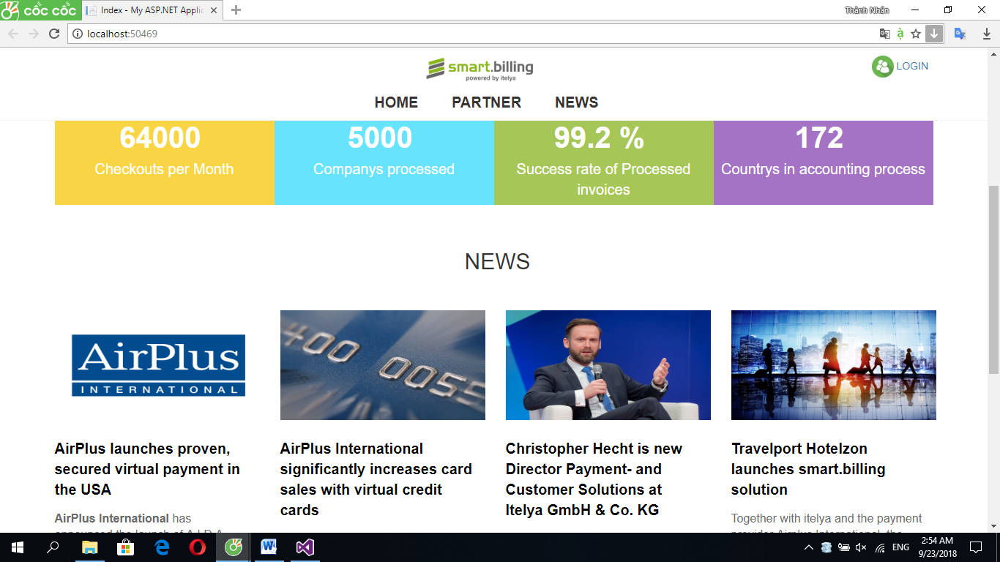 cốc cốc
Index - My ASP.NET Applic
Thành Nhân
localhost:50469
smart.billing
powered by itelya
LOGIN
HOME PARTNER NEWS
64000
Checkouts per Month
5000
Companys processed
99.2 %
Success rate of Processed
invoices
172
Countrys in accounting process
NEWS
AirPlus
INTERNATIONAL
400 0055
AirPlus launches proven,
secured virtual payment in
the USA
AirPlus International has
AirPlus International
significantly increases card
sales with virtual credit
cards
Christopher Hecht is new
Director Payment- and
Customer Solutions at
Itelya GmbH & Co. KG
Travelport Hotelzon
launches smart.billing
solution
Together with itelya and the payment
ENG
2:54 AM
9/23/2018